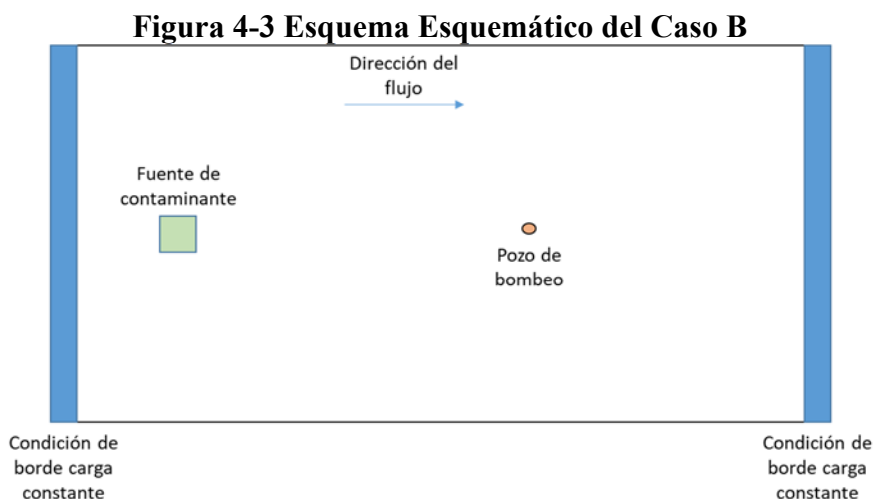 Figura 4-3 Esquema Esquemático del Caso B
Dirección del
flujo
Fuente de
contaminante
Pozo de
bombeo
Condición de
borde carga
constante
Condición de
borde carga
constante